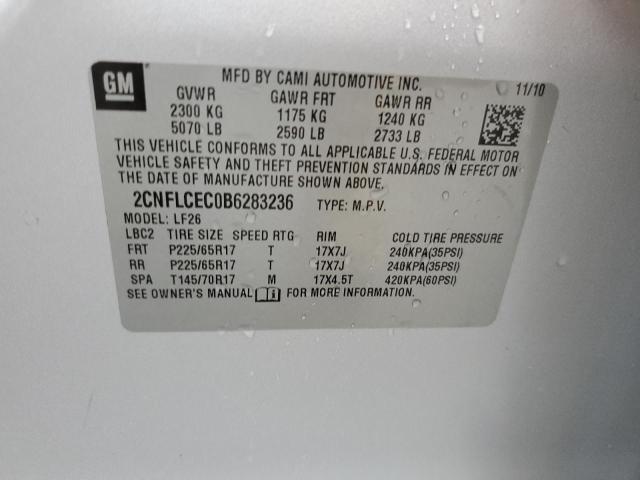 GM
MFD BY CAMI AUTOMOTIVE INC. 11/10
GVWR GAWR FRT GAWR RR
2300 KG 1175 KG 1240 KG
5070 LB 2590 LB 2733 LB
THIS VEHICLE CONFORMS TO ALL APPLICABLE U.S. FEDERAL MOTOR
VEHICLE SAFETY AND THEFT PREVENTION STANDARDS IN EFFECT ON
THE DATE OF MANUFACTURE SHOWN ABOVE.
2CNFLCEC0B6283236 TYPE: M.P.V.
MODEL: LF26
LBC2 TIRE SIZE SPEED RTG RIM COLD TIRE PRESSURE
FRT P225/65R17 T 17X7J 240KPA(35PSI)
RR P225/65R17 T 17X7J 240KPA(35PSI)
SPA T145/70R17 M 17X4.5T 420KPA(60PSI)
SEE OWNER'S MANUAL FOR MORE INFORMATION.